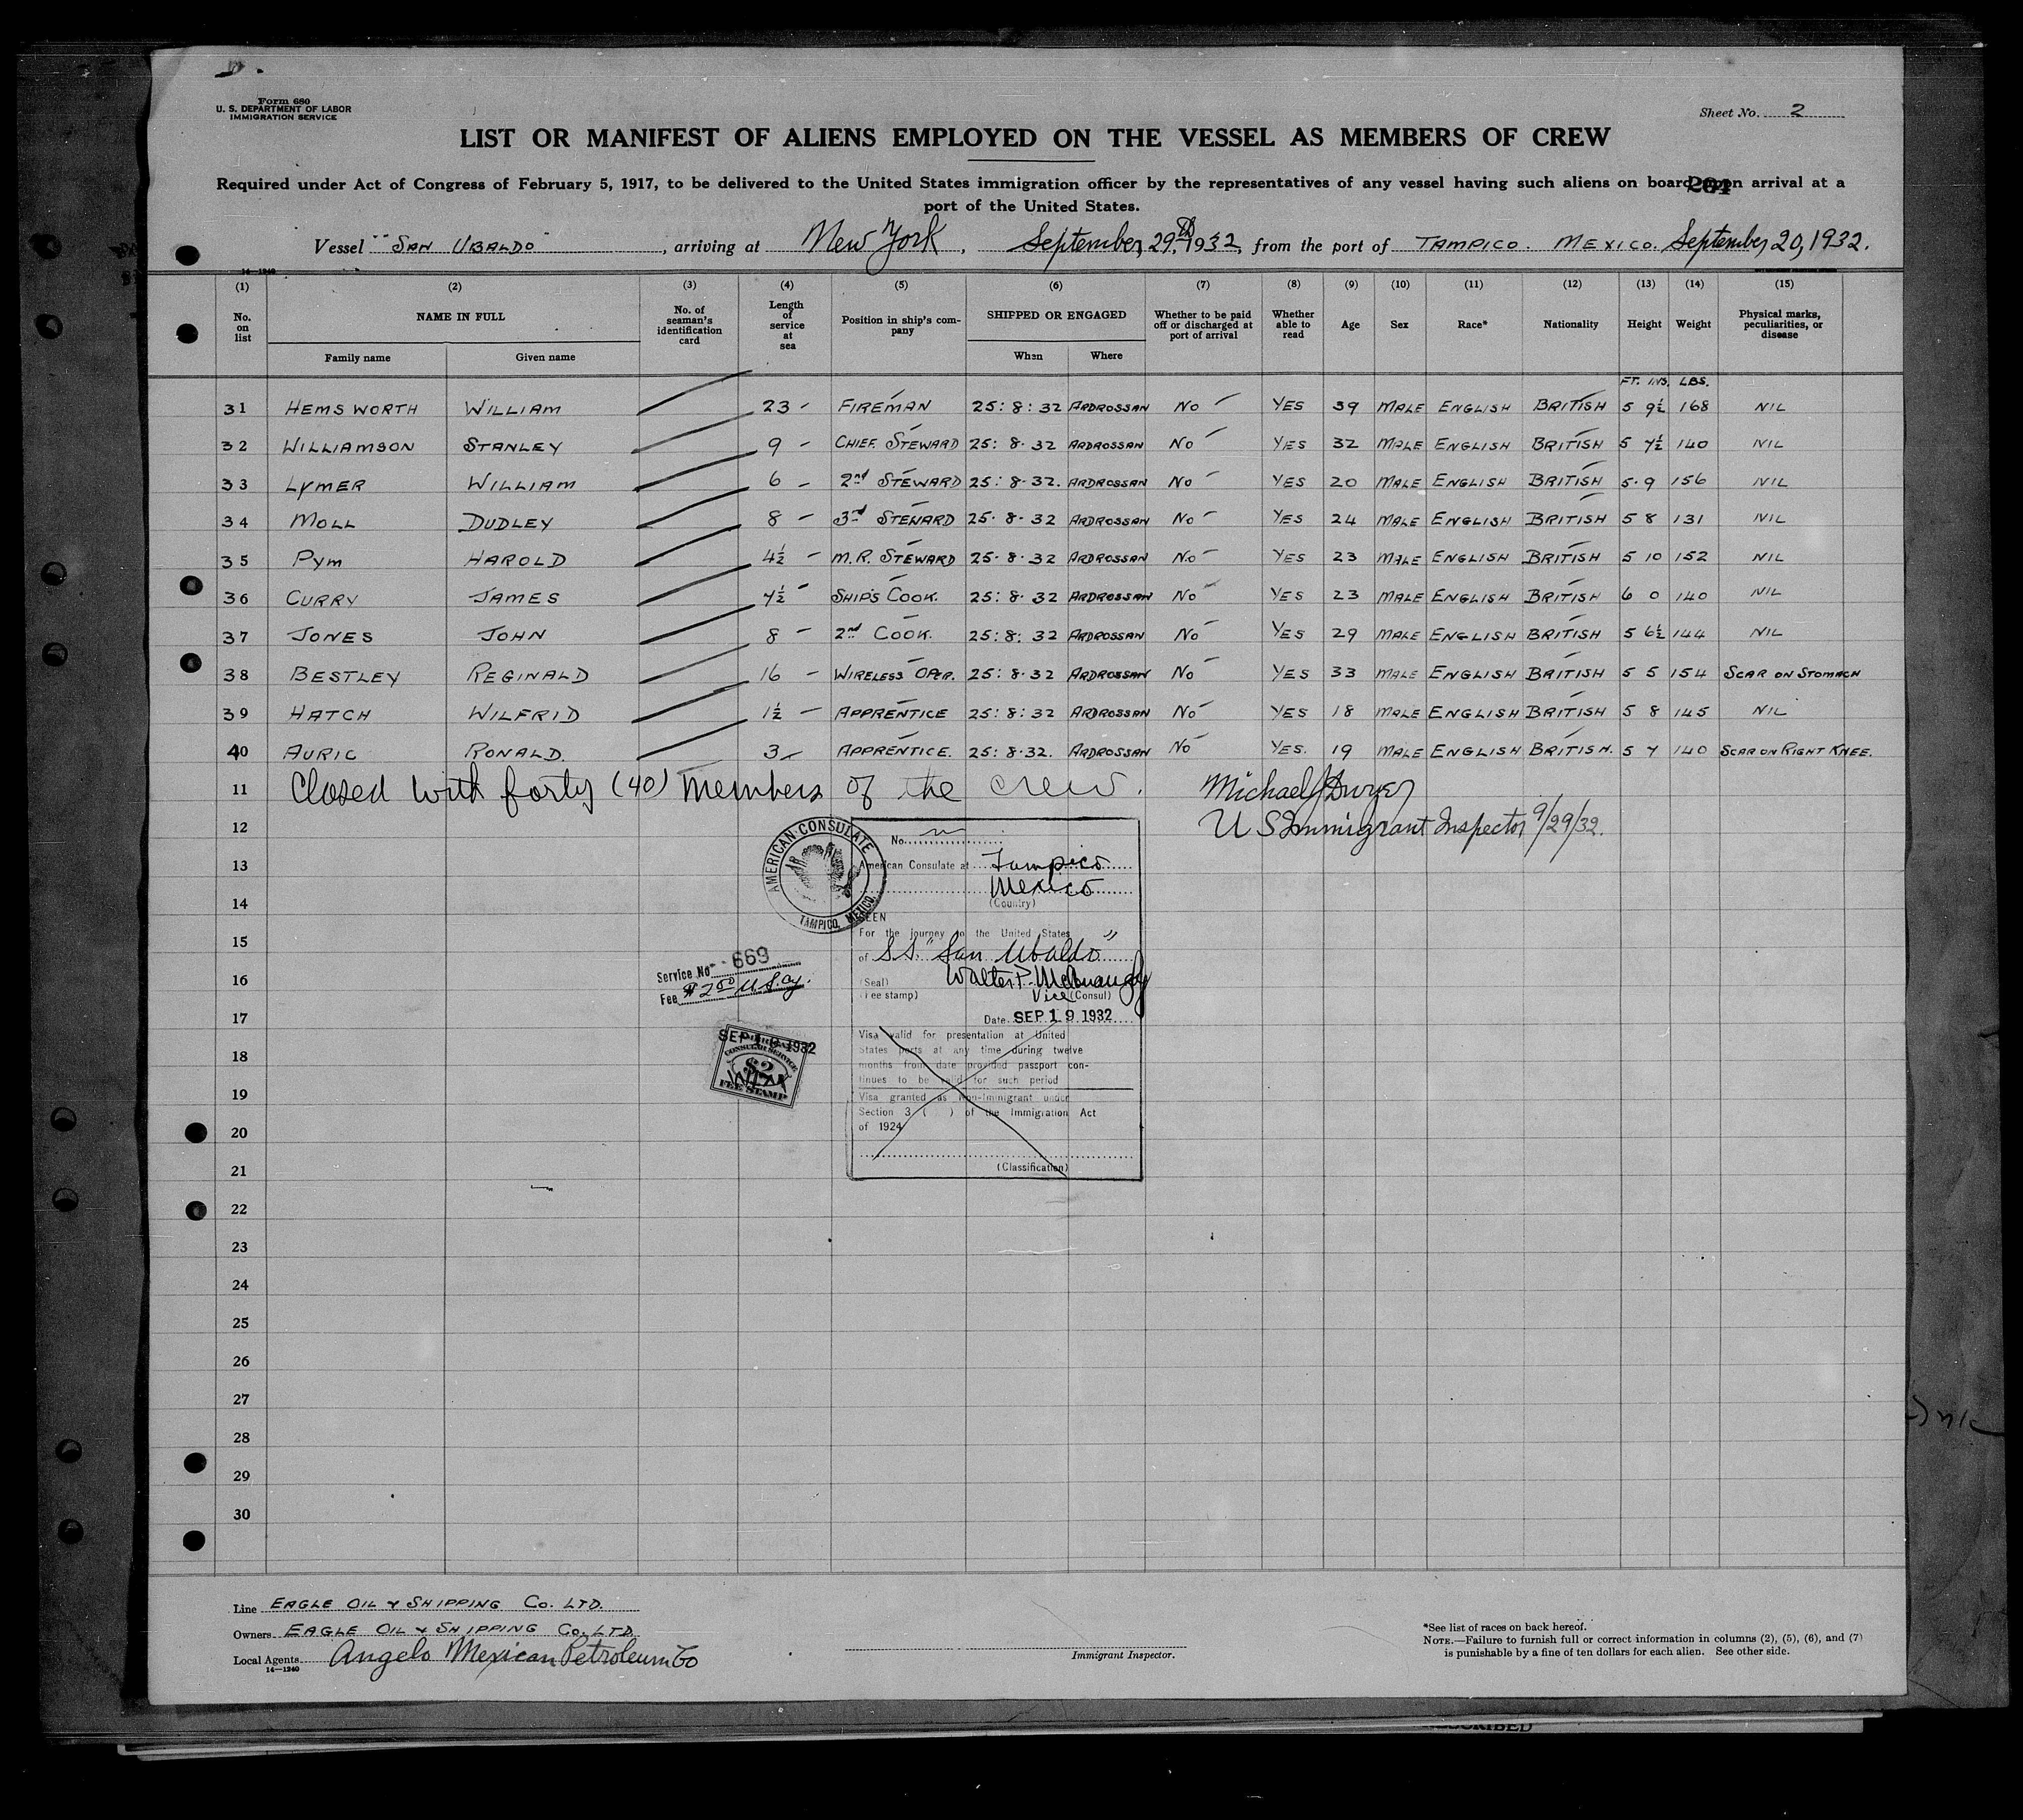 Form 680
U. S. DEPARTMENT OF LABOR
IMMIGRATION SERVICE
Sheet No. 2
LIST OR MANIFEST OF ALIENS EMPLOYED ON THE VESSEL AS MEMBERS OF CREW
Required under Act of Congress of February 5, 1917, to be delivered to the United States immigration officer by the representatives of any vessel having such aliens on board upon arrival at a
port of the United States.
Vessel "SAN UBALDO", arriving at New York, September, 29th 1932, from the port of TAMPICO. MEXICO. September 20, 1932.
14—1240
(1) (2) (3) (4) (5) (6) (7) (8) (9) (10) (11) (12) (13) (14) (15)
No. on list NAME IN FULL Family name Given name No. of seaman's identification card Length of service at sea Position in ship's company SHIPPED OR ENGAGED When Where Whether to be paid off or discharged at port of arrival Whether able to read Age Sex Race* Nationality Height Weight Physical marks, peculiarities, or disease
FT. INS. LBS.
31 HEMSWORTH WILLIAM 23 - FIREMAN 25:8:32 ARDROSSAN No YES 39 MALE ENGLISH BRITISH 5 9½ 168 NIL
32 WILLIAMSON STANLEY 9 - CHIEF STEWARD 25:8.32 ARDROSSAN No YES 32 MALE ENGLISH BRITISH 5 7½ 140 NIL
33 LYMER WILLIAM 6 - 2nd STEWARD 25:8.32. ARDROSSAN No YES 20 MALE ENGLISH BRITISH 5.9 156 NIL
34 MOLL DUDLEY 8 - 3rd STEWARD 25.8.32 ARDROSSAN No YES 24 MALE ENGLISH BRITISH 5 8 131 NIL
35 PYM HAROLD 4½ - M.R. STEWARD 25.8.32 ARDROSSAN No YES 23 MALE ENGLISH BRITISH 5 10 152 NIL
36 CURRY JAMES 7½ - SHIP'S COOK. 25:8.32 ARDROSSAN No YES 23 MALE ENGLISH BRITISH 6 0 140 NIL
37 JONES JOHN 8 - 2nd COOK. 25:8:32 ARDROSSAN No YES 29 MALE ENGLISH BRITISH 5 6½ 144 NIL
38 BESTLEY REGINALD 16 - WIRELESS OPER. 25:8.32 ARDROSSAN No YES 33 MALE ENGLISH BRITISH 5 5 154 SCAR ON STOMACH
39 HATCH WILFRID 1½ - APPRENTICE 25:8:32 ARDROSSAN No YES 18 MALE ENGLISH BRITISH 5 8 145 NIL
40 AURIC RONALD. 3 - APPRENTICE. 25:8.32. ARDROSSAN No YES. 19 MALE ENGLISH BRITISH. 5 7 140 SCAR ON RIGHT KNEE.
11 Closed with forty (40) members of the crew. Michael J Dwyer
12 U S Immigrant Inspector 9/29/32.
13
14
15
16
17
18
19
20
21
22
23
24
25
26
27
28
29
30
AMERICAN CONSULATE
TAMPICO, MEXICO.
No.
American Consulate at Tampico
Mexico
(Country)
SEEN
For the journey to the United States
of S.S. "San Ubaldo"
(Seal) Walter P. McConaughy
(Fee stamp) Vice (Consul)
Date SEP 19 1932
Visa valid for presentation at United
States ports at any time during twelve
months from date provided passport con-
tinues to be valid for such period
Visa granted as Non-Immigrant under
Section 3 ( ) of the Immigration Act
of 1924
(Classification)
Service No 669
Fee $2.00 U.S. Cy.
SEP 19 1932
CONSULAR SERVICE
$2
FEE STAMP
Line EAGLE OIL & SHIPPING Co. LTD.
Owners EAGLE OIL & SHIPPING Co. LTD
Local Agents Angelo Mexican Petroleum Co
14—1240
Immigrant Inspector.
*See list of races on back hereof.
NOTE.—Failure to furnish full or correct information in columns (2), (5), (6), and (7)
is punishable by a fine of ten dollars for each alien. See other side.